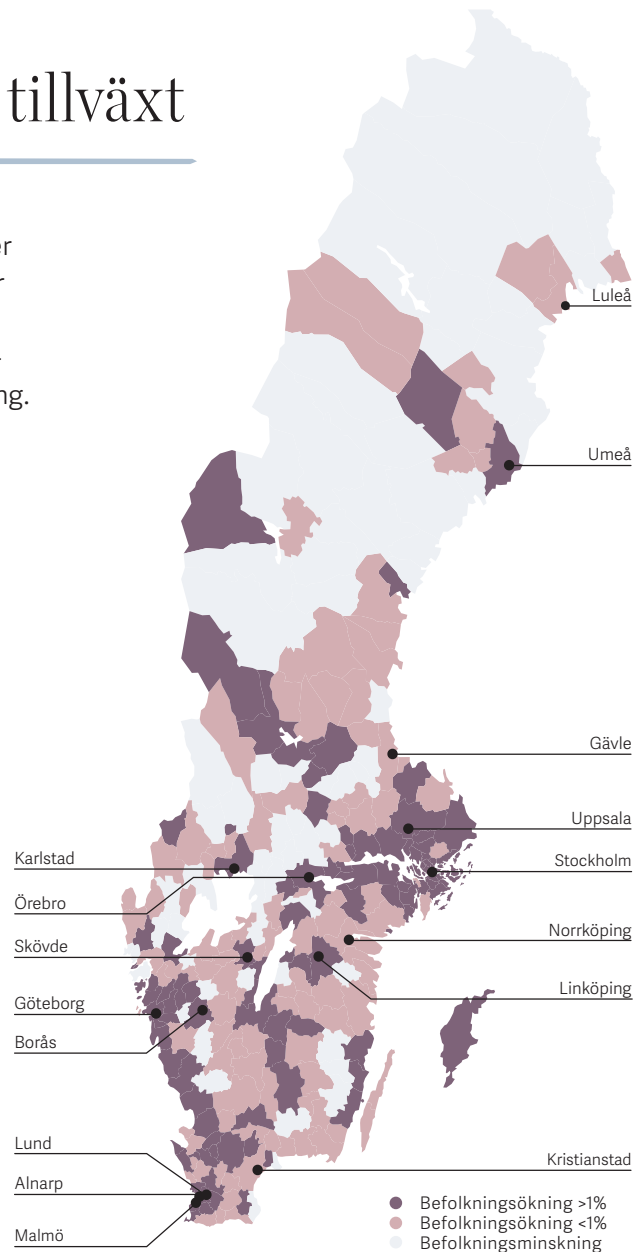 tillväxt
er
r
ng.
Luleå
Umeå
Gävle
Uppsala
Karlstad
Stockholm
Örebro
Norrköping
Skövde
Linköping
Göteborg
Borås
Lund
Kristianstad
Alnarp
Malmö
Befolkningsökning >1%
Befolkningsökning <1%
Befolkningsminskning